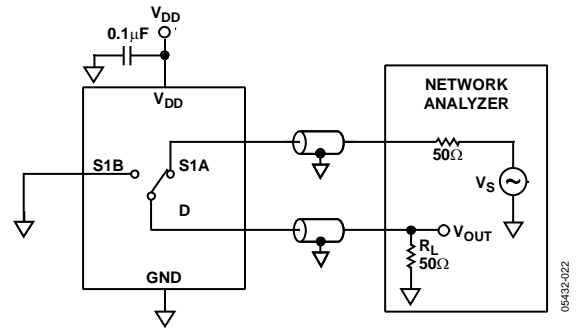 VDD
0.1μF
VDD
NETWORK
ANALYZER
S1B
S1A
50Ω
VS
D
VOUT
RL
50Ω
GND
05432-022